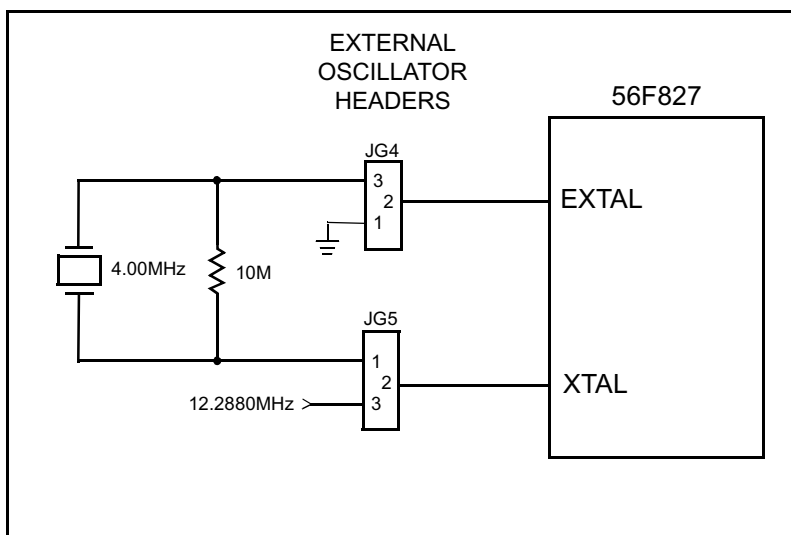 EXTERNAL
OSCILLATOR
HEADERS
56F827
JG4
3
2
1
EXTAL
4.00MHz
10M
JG5
1
2
3
XTAL
12.2880MHz